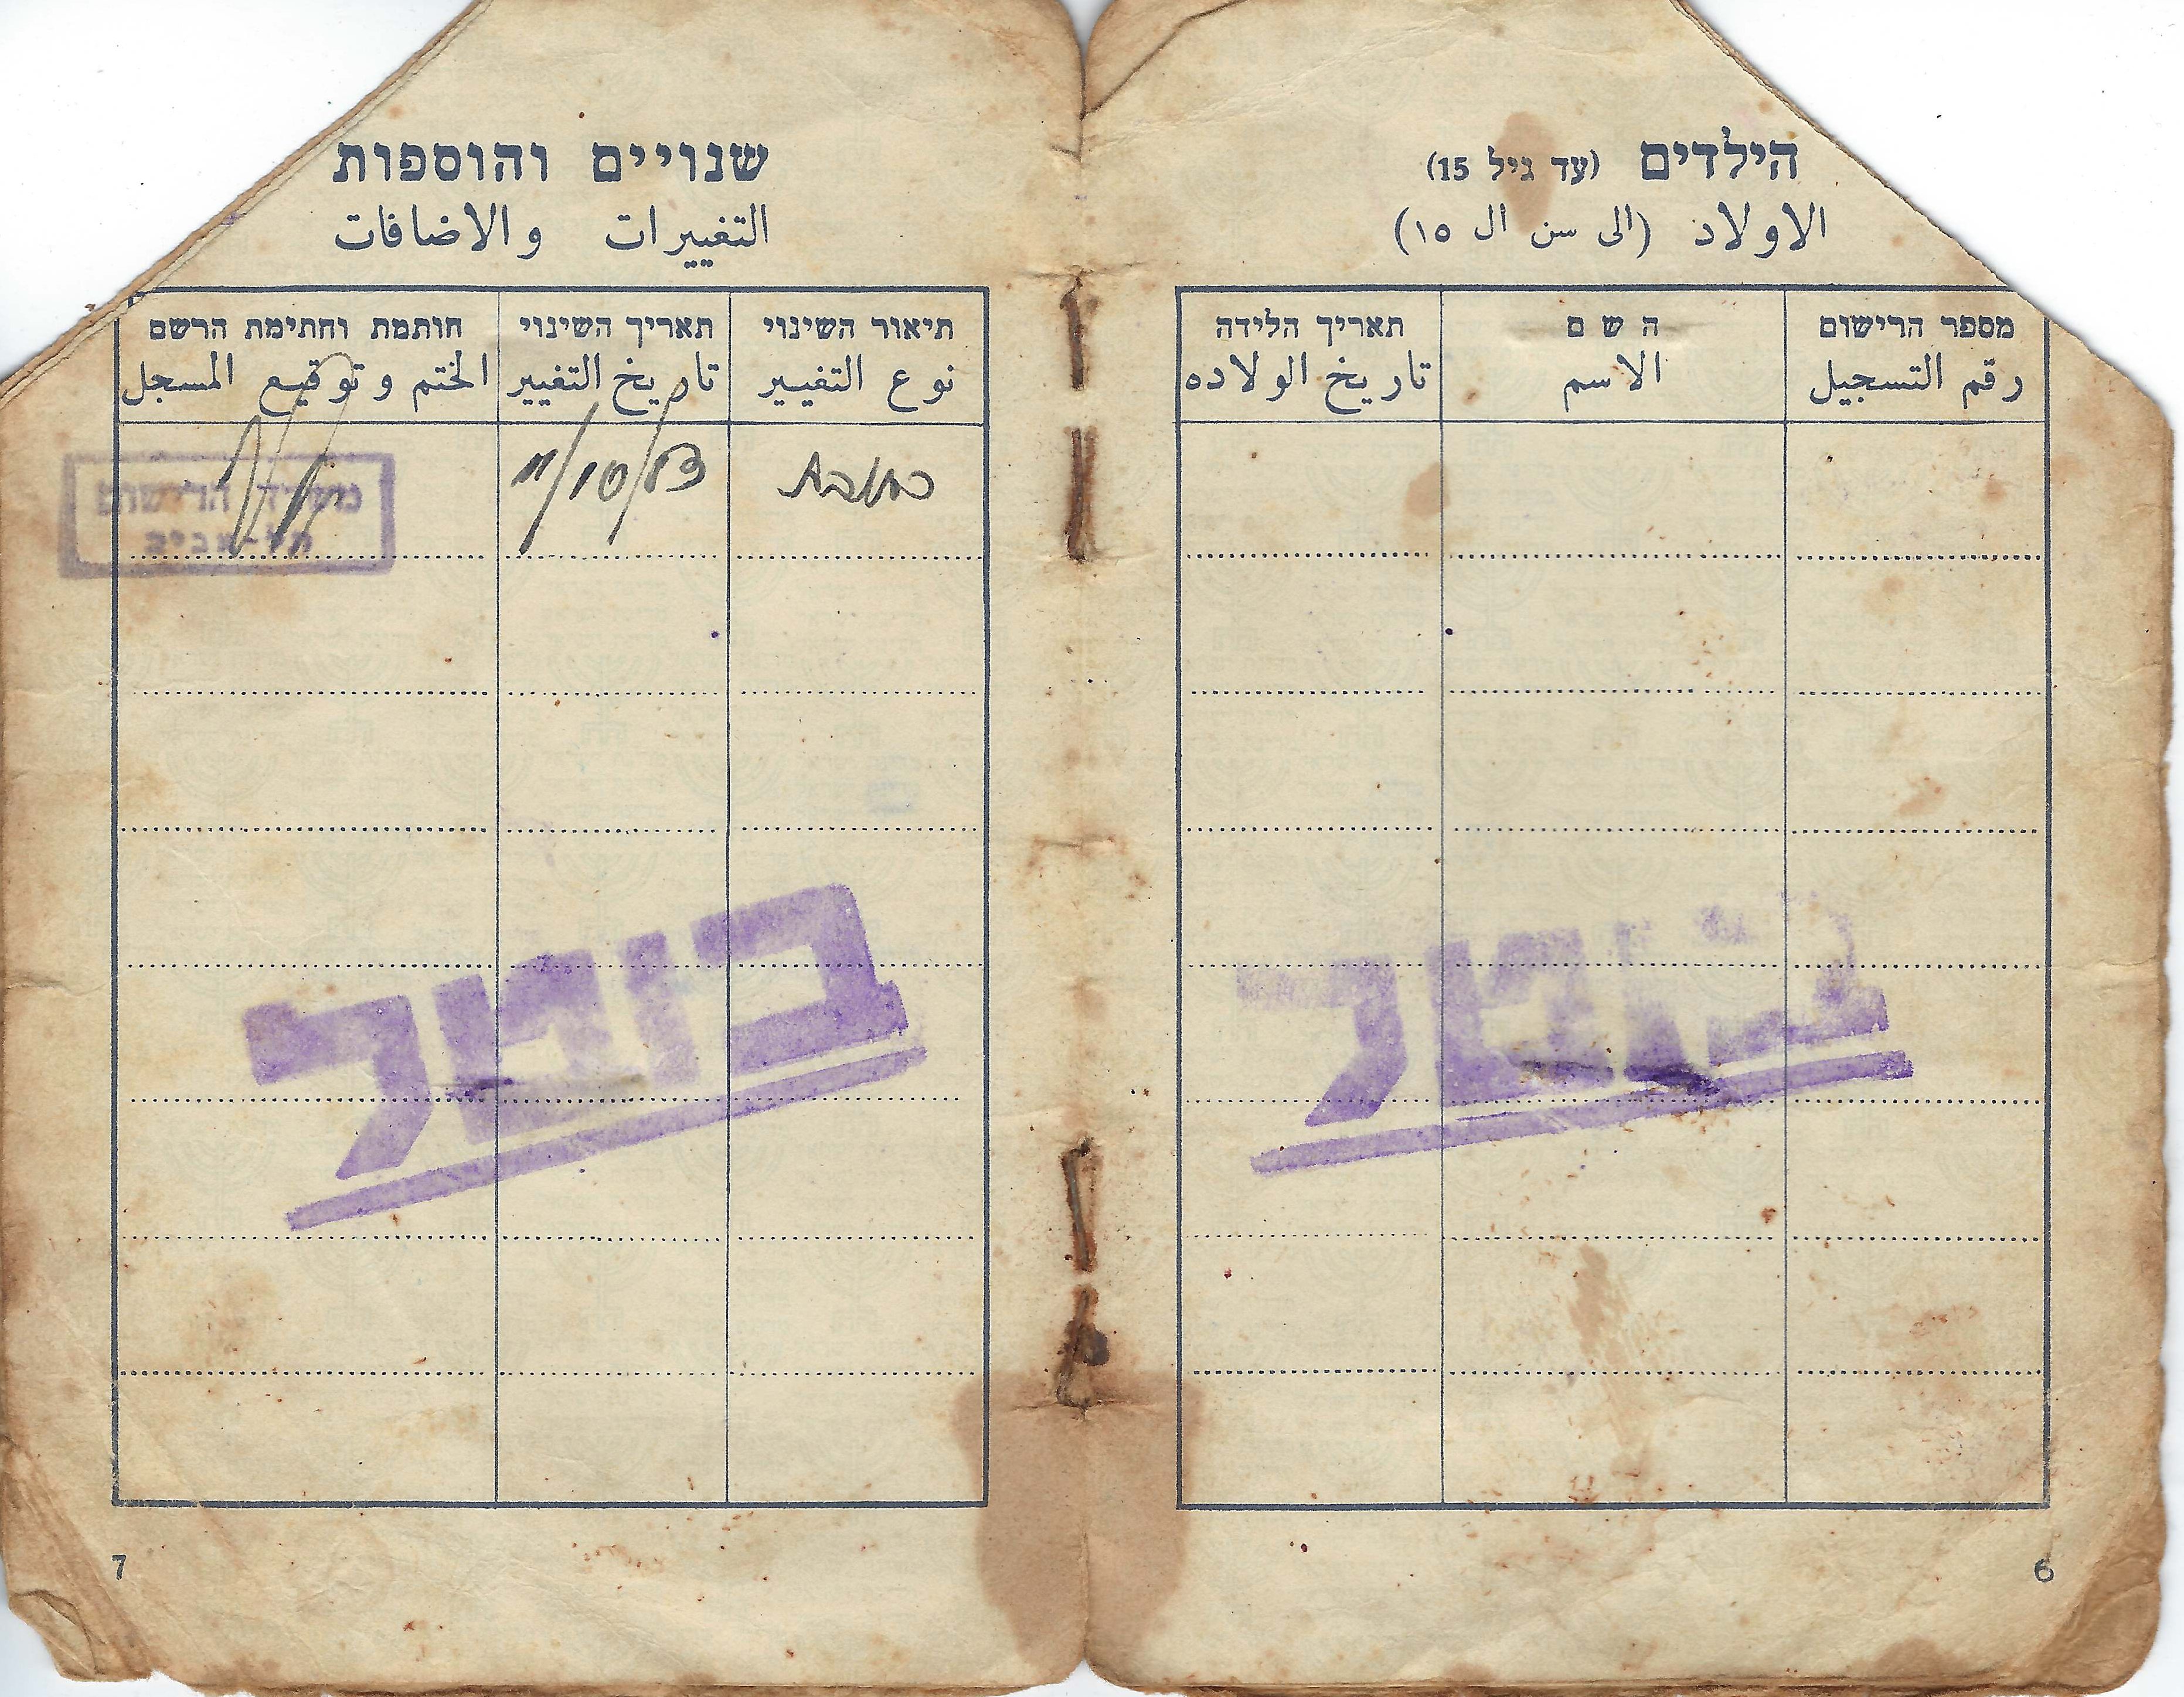 הילדים (עד גיל 15)
الاولاد (الى سن ال ١٥)
מספר הרישום
رقم التسجيل
ה ש ם
الاسم
תאריך הלידה
تاريخ الولاده
בוטל
6
שנויים והוספות
التغييرات والاضافات
תיאור השינוי
نوع التغيير
תאריך השינוי
تاريخ التغيير
חותמת וחתימת הרשם
الختم وتوقيع المسجل
כתובת
11/10/53
משרד הרישום
תל-אביב
בוטל
7